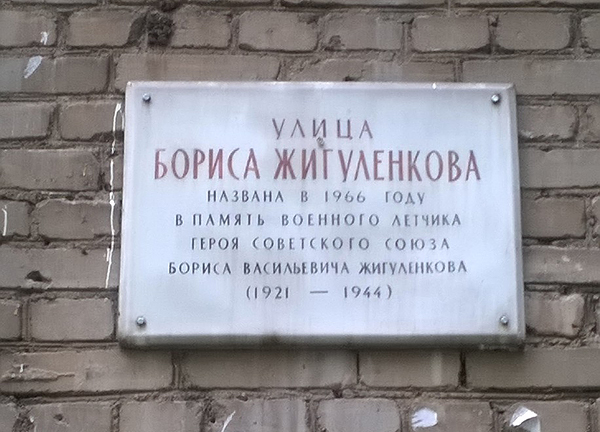 УЛИЦА
БОРИСА ЖИГУЛЕНКОВА
НАЗВАНА В 1966 ГОДУ
В ПАМЯТЬ ВОЕННОГО ЛЕТЧИКА
ГЕРОЯ СОВЕТСКОГО СОЮЗА
БОРИСА ВАСИЛЬЕВИЧА ЖИГУЛЕНКОВА
(1921 — 1944)